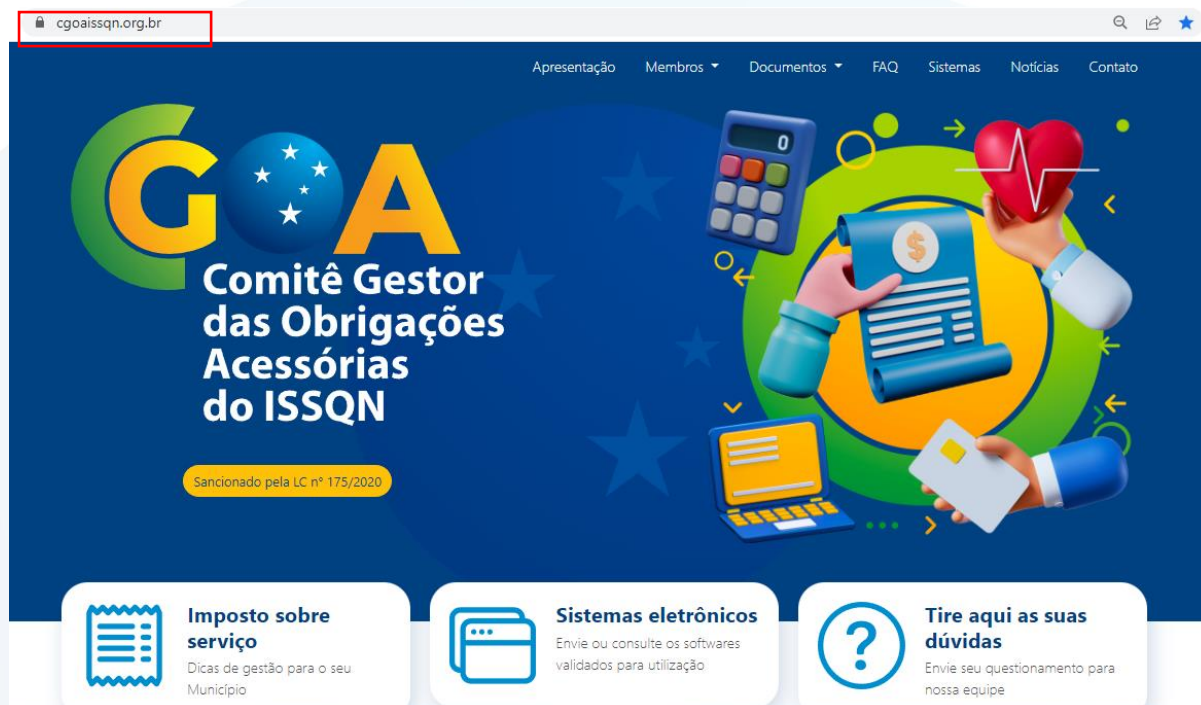 cgoaissqn.org.br
Apresentação Membros Documentos FAQ Sistemas Notícias Contato
CGOA
0
$
Comitê Gestor
das Obrigações
Acessórias
do ISSQN
Sancionado pela LC nº 175/2020
Imposto sobre
serviço
Dicas de gestão para o seu
Município
Sistemas eletrônicos
Envie ou consulte os softwares
validados para utilização
?
Tire aqui as suas
dúvidas
Envie seu questionamento para
nossa equipe